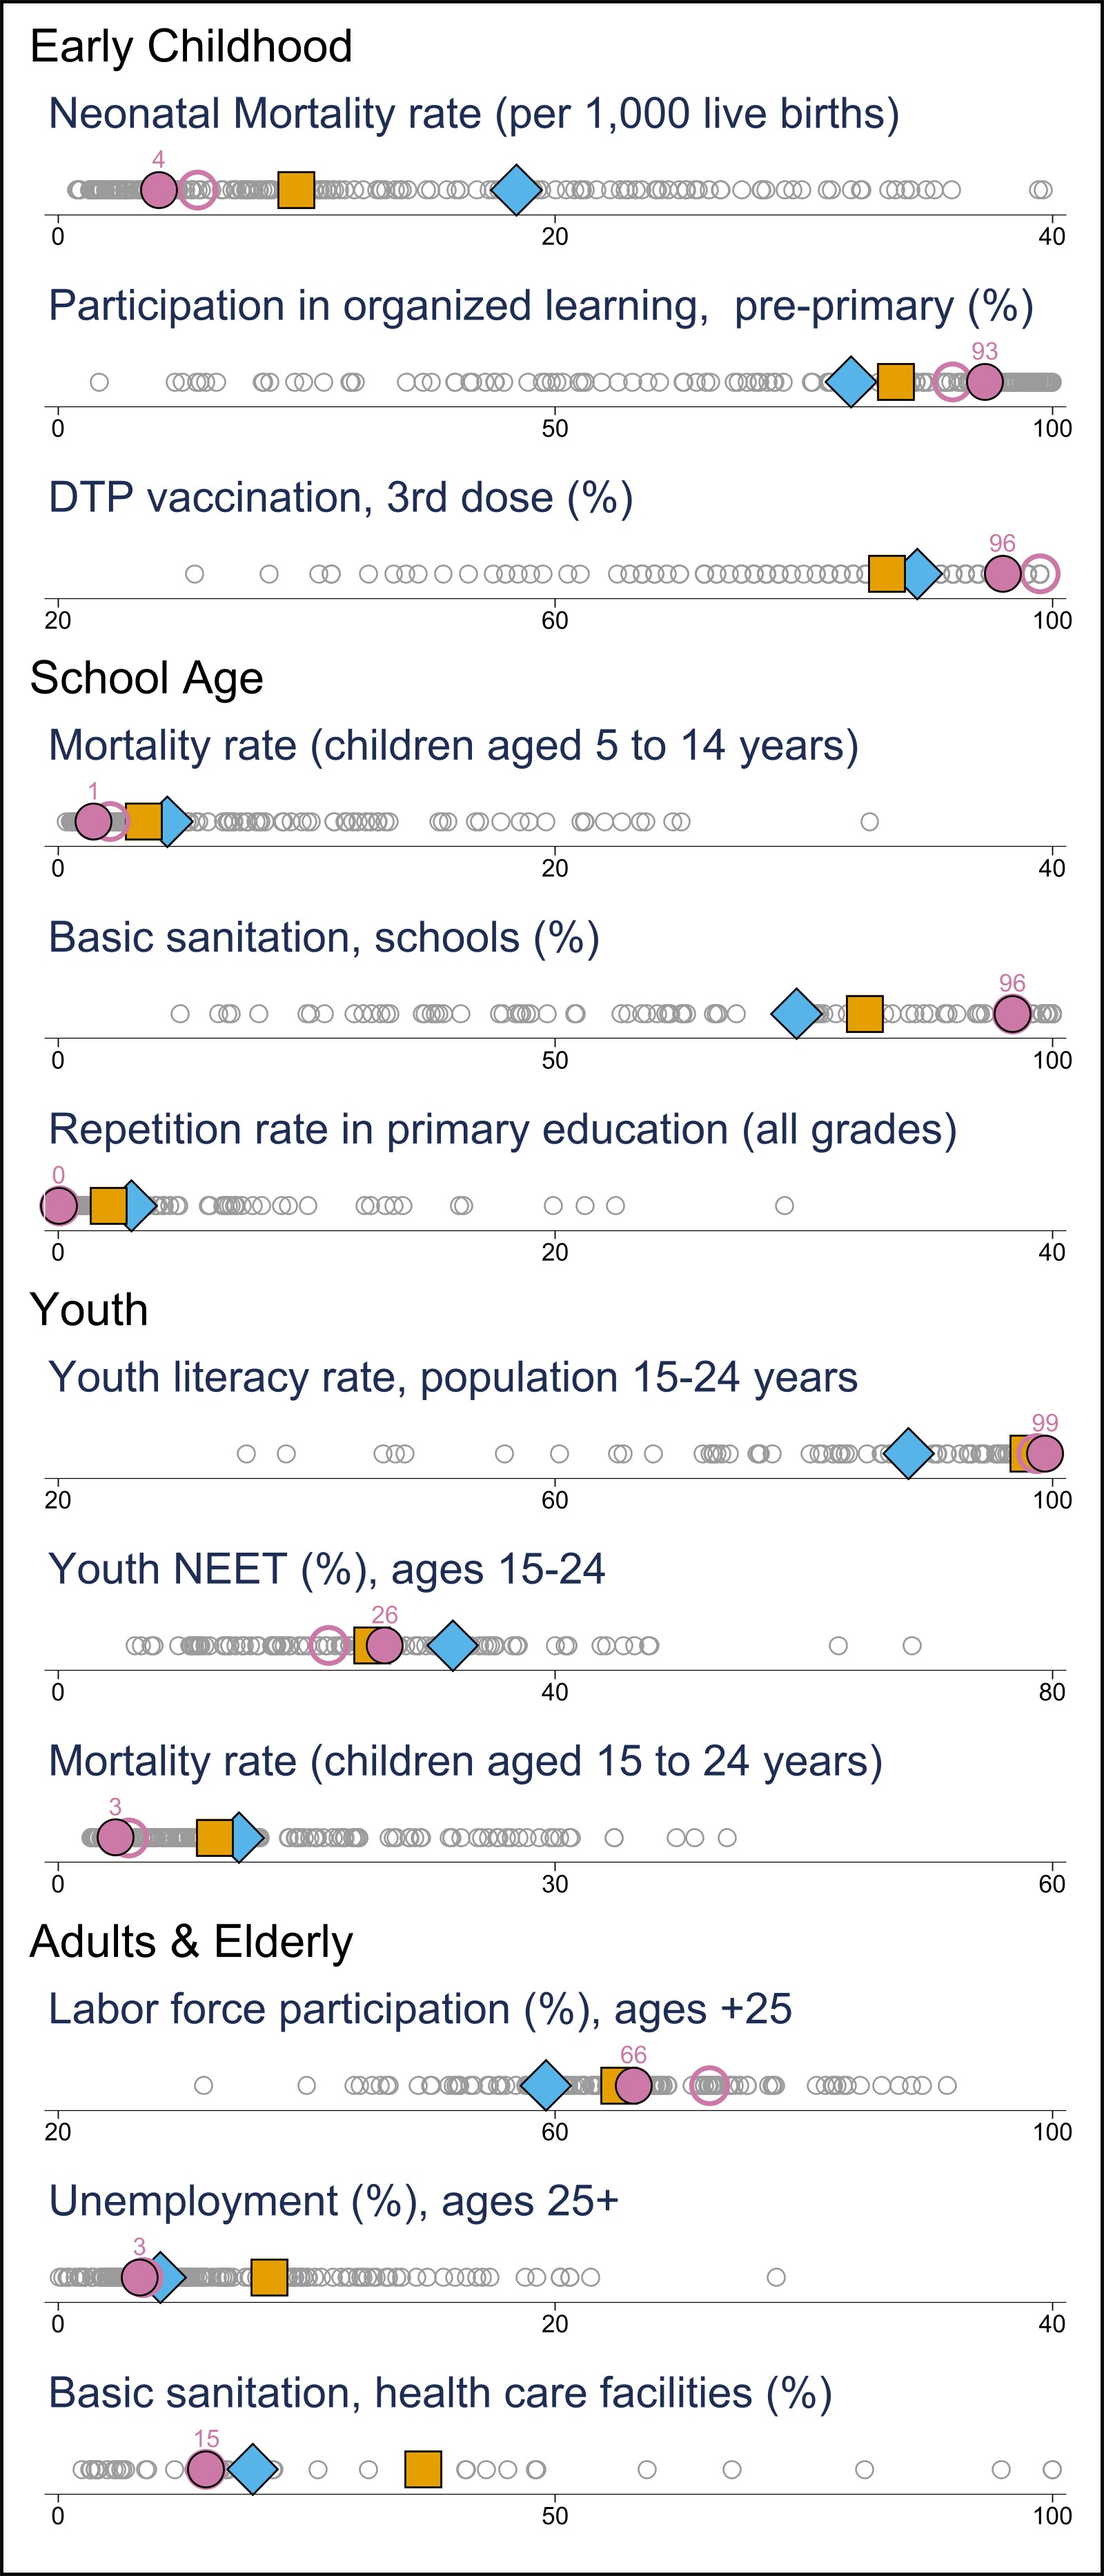 Early Childhood
Neonatal Mortality rate (per 1,000 live births)
4
0 20 40
Participation in organized learning,  pre-primary (%)
93
0 50 100
DTP vaccination, 3rd dose (%)
96
20 60 100
School Age
Mortality rate (children aged 5 to 14 years)
1
0 20 40
Basic sanitation, schools (%)
96
0 50 100
Repetition rate in primary education (all grades)
0
0 20 40
Youth
Youth literacy rate, population 15-24 years
99
20 60 100
Youth NEET (%), ages 15-24
26
0 40 80
Mortality rate (children aged 15 to 24 years)
3
0 30 60
Adults & Elderly
Labor force participation (%), ages +25
66
20 60 100
Unemployment (%), ages 25+
3
0 20 40
Basic sanitation, health care facilities (%)
15
0 50 100